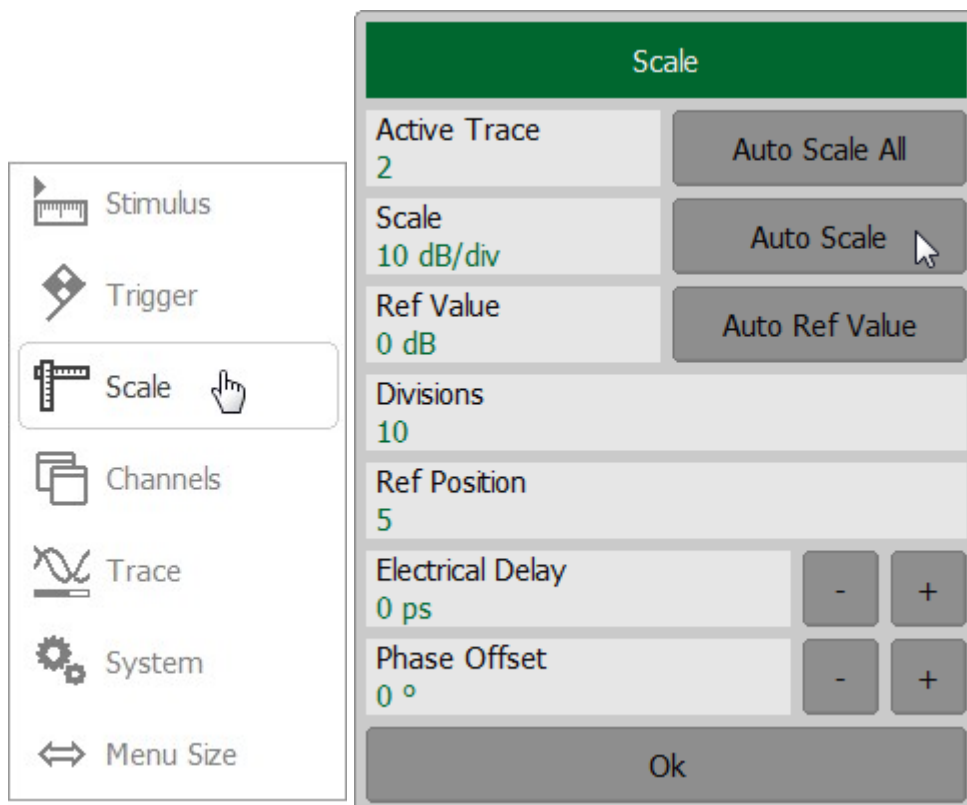 Stimulus
Trigger
Scale
Channels
Trace
System
Menu Size
Scale
Active Trace
2
Auto Scale All
Scale
10 dB/div
Auto Scale
Ref Value
0 dB
Auto Ref Value
Divisions
10
Ref Position
5
Electrical Delay
0 ps
- +
Phase Offset
0 º
- +
Ok